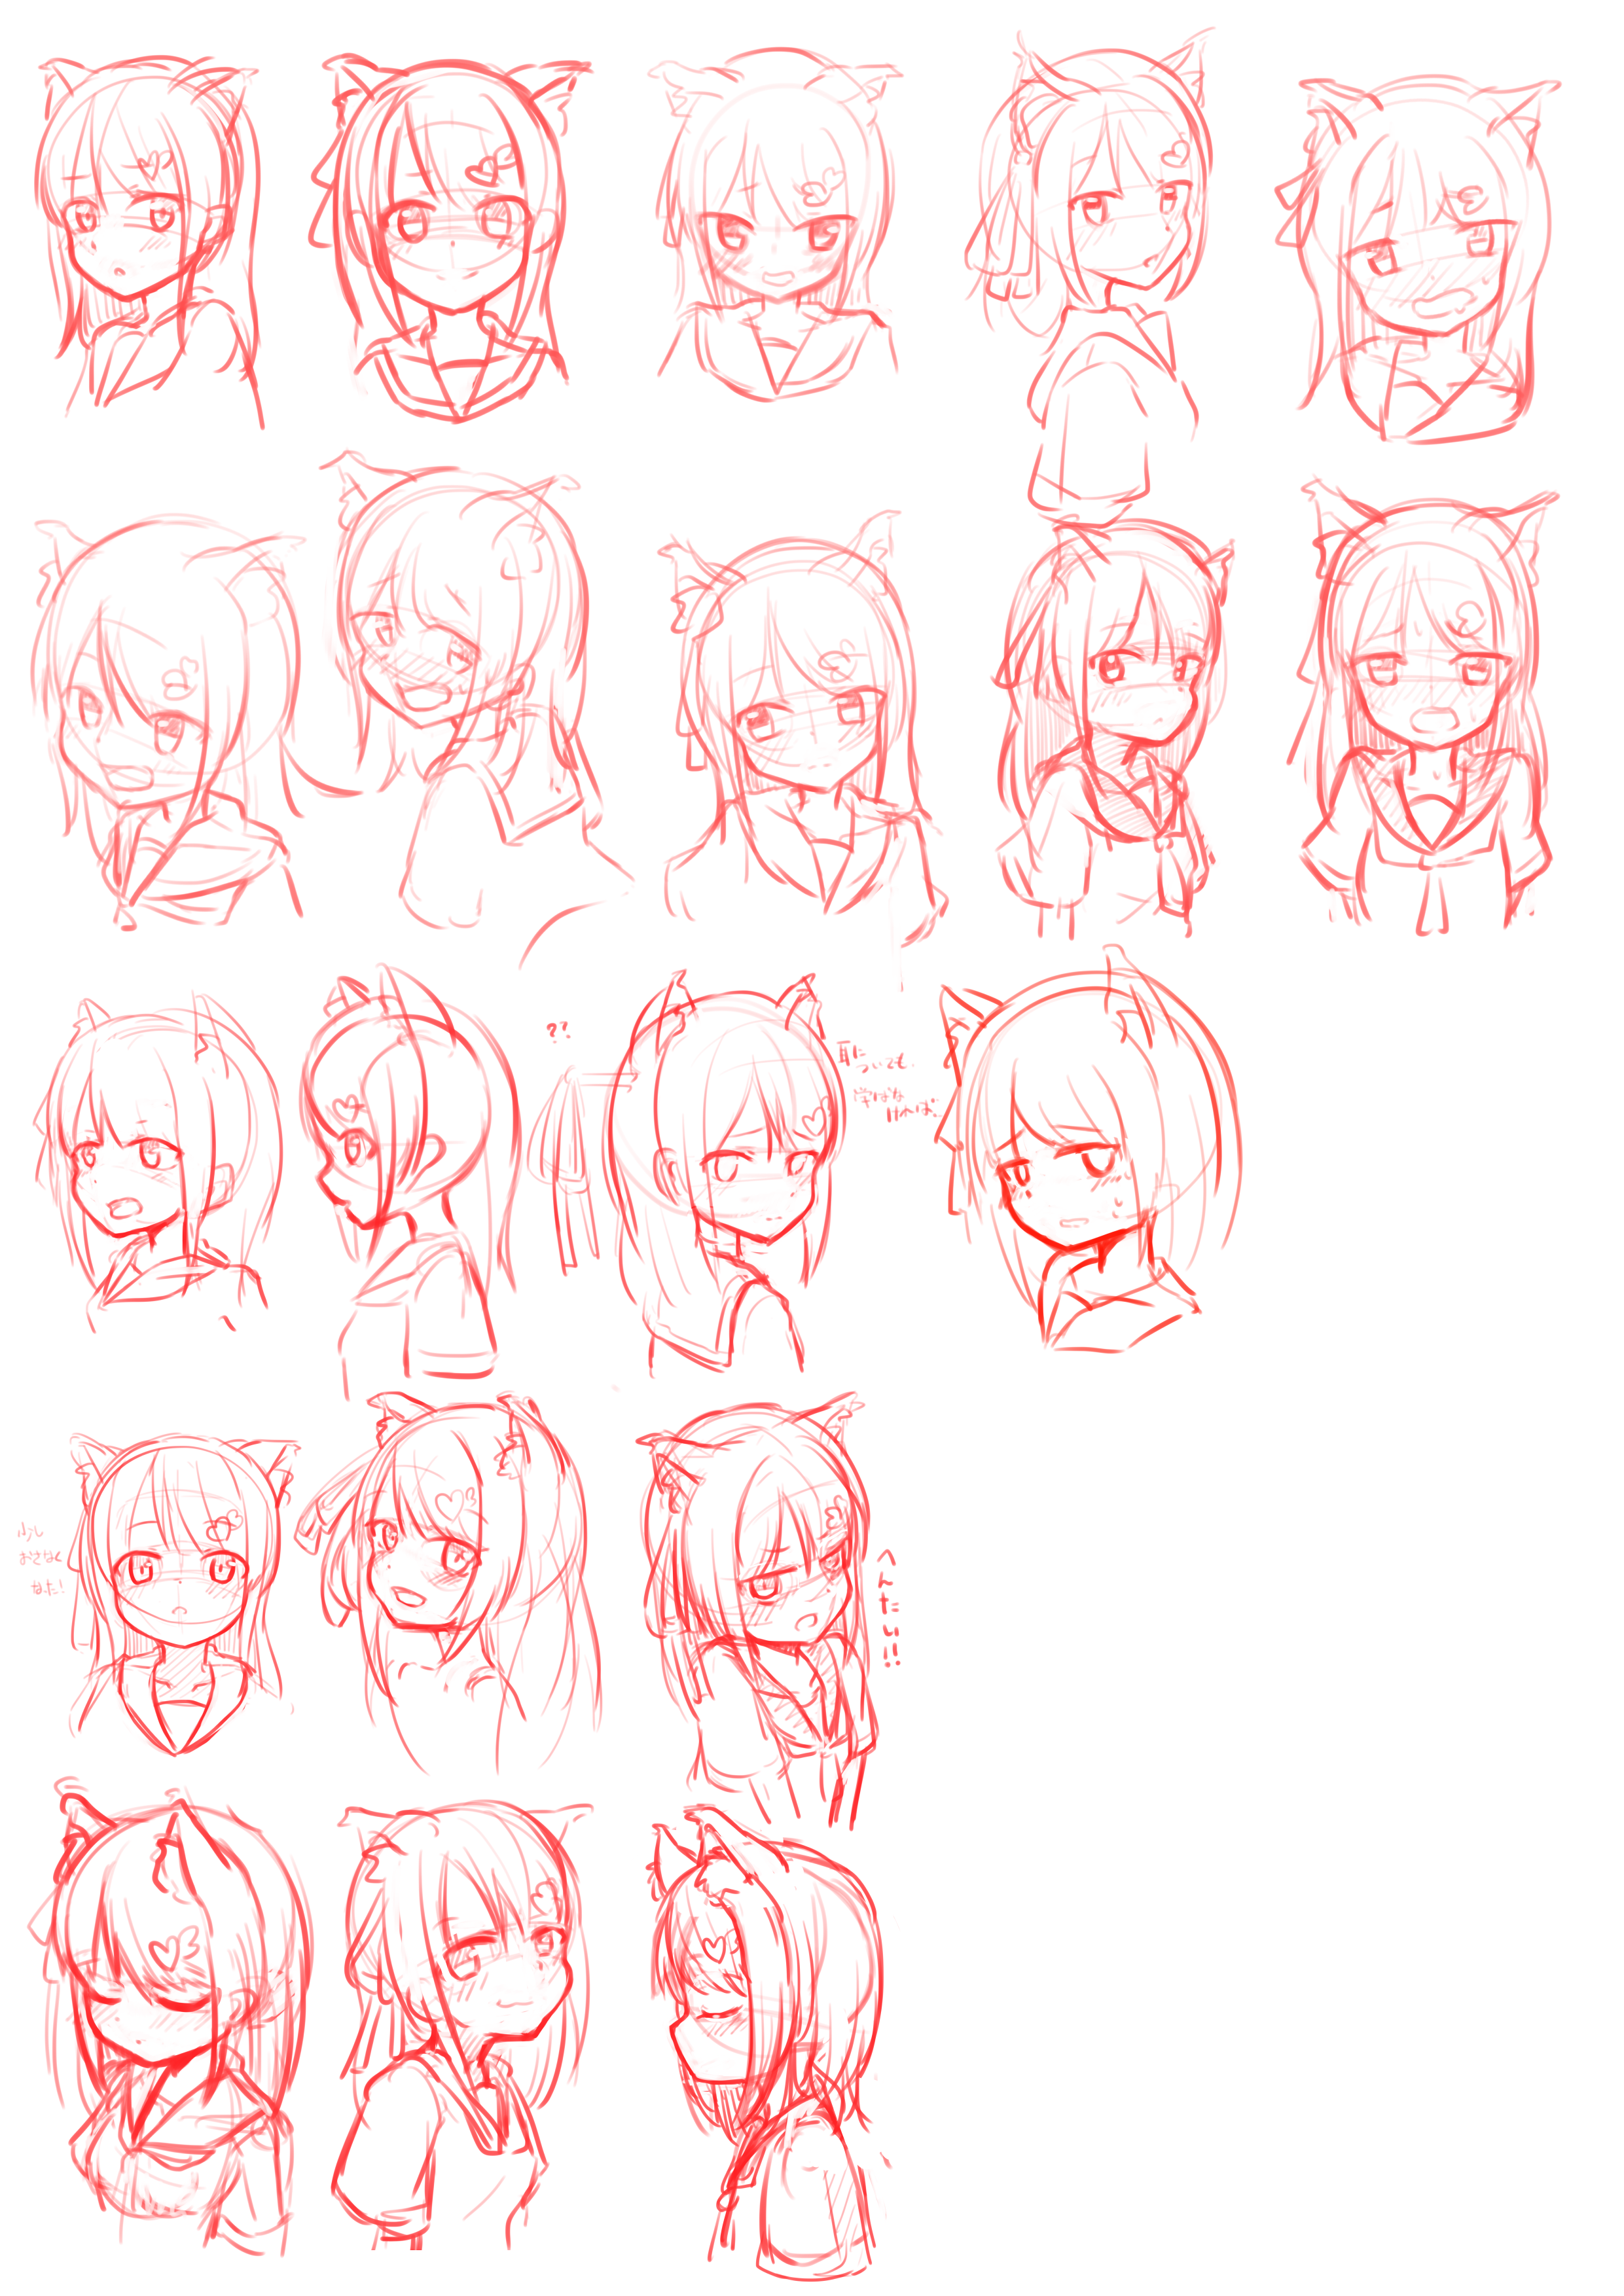 ??
耳に
ついても
学ばな
ければ…
少し
おさなく
なった!
へんたい!!